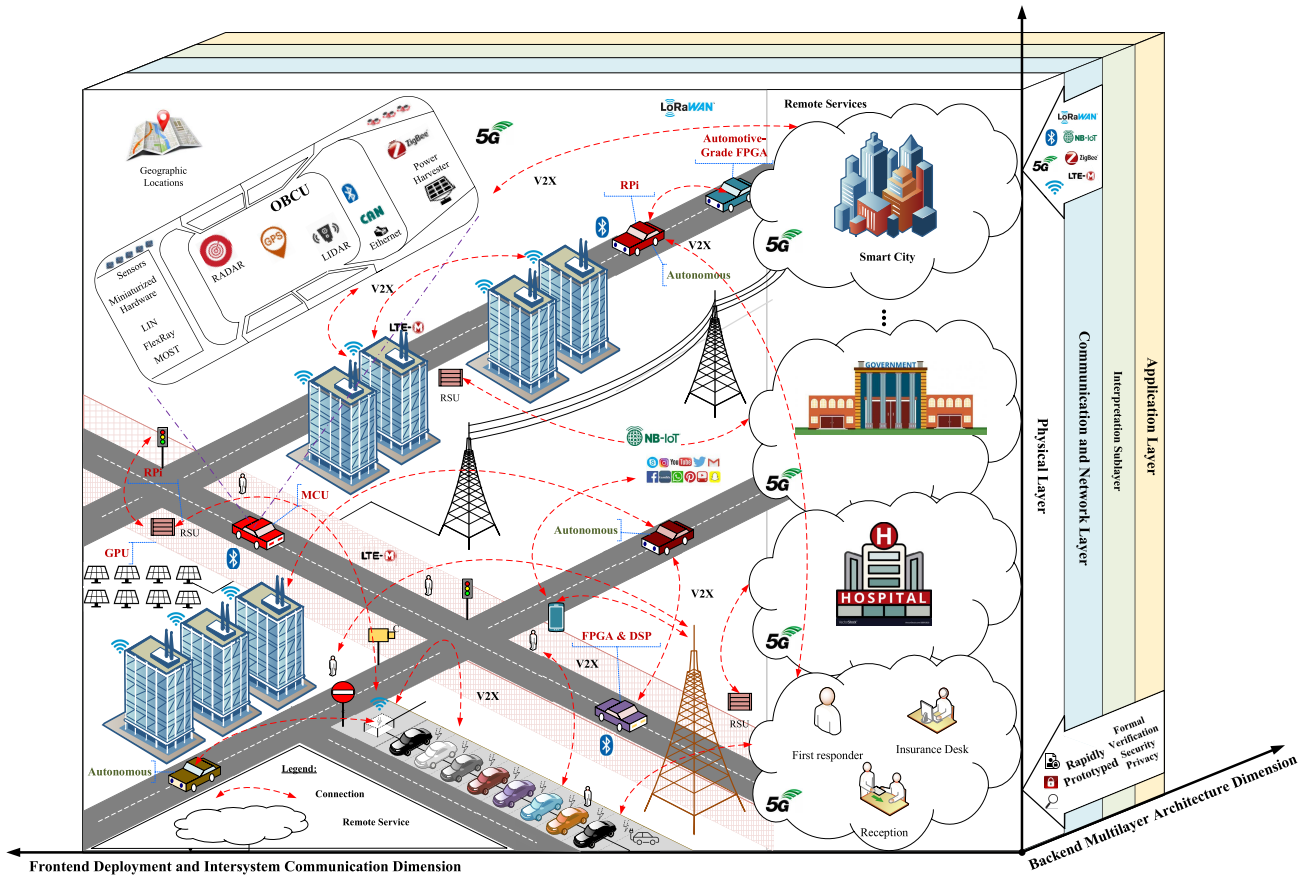 Geographic
Locations
Sensors
Miniaturized
Hardware
LIN
FlexRay
MOST
OBCU
RADAR
GPS
LIDAR
CAN
Ethernet
ZigBee
Power
Harvester
5G
LoRaWAN
V2X
Automotive-
Grade FPGA
RPi
V2X
Autonomous
V2X
LTE-M
RSU
NB-IoT
You Tube
RPi
MCU
RSU
GPU
LTE-M
Autonomous
V2X
FPGA & DSP
V2X
V2X
RSU
Autonomous
Legend:
Connection
Remote Service
Remote Services
5G
Smart City
GOVERNMENT
5G
H
HOSPITAL
5G
First responder
Insurance Desk
5G
Reception
LoRaWAN
NB-IoT
5G
ZigBee
LTE-M
Physical Layer
Communication and Network Layer
Interpretation Sublayer
Application Layer
Rapidly
Prototyped
Formal
Verification
Security
Privacy
Frontend Deployment and Intersystem Communication Dimension
Backend Multilayer Architecture Dimension